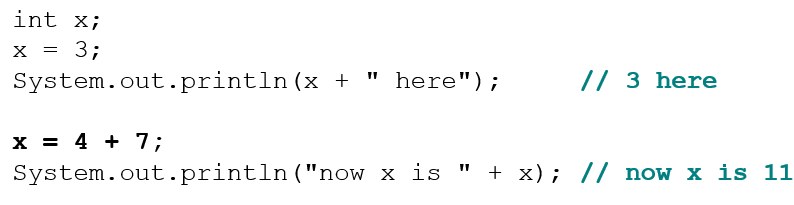 int x;
x = 3;
System.out.println(x + " here");     // 3 here
x = 4 + 7;
System.out.println("now x is " + x); // now x is 11